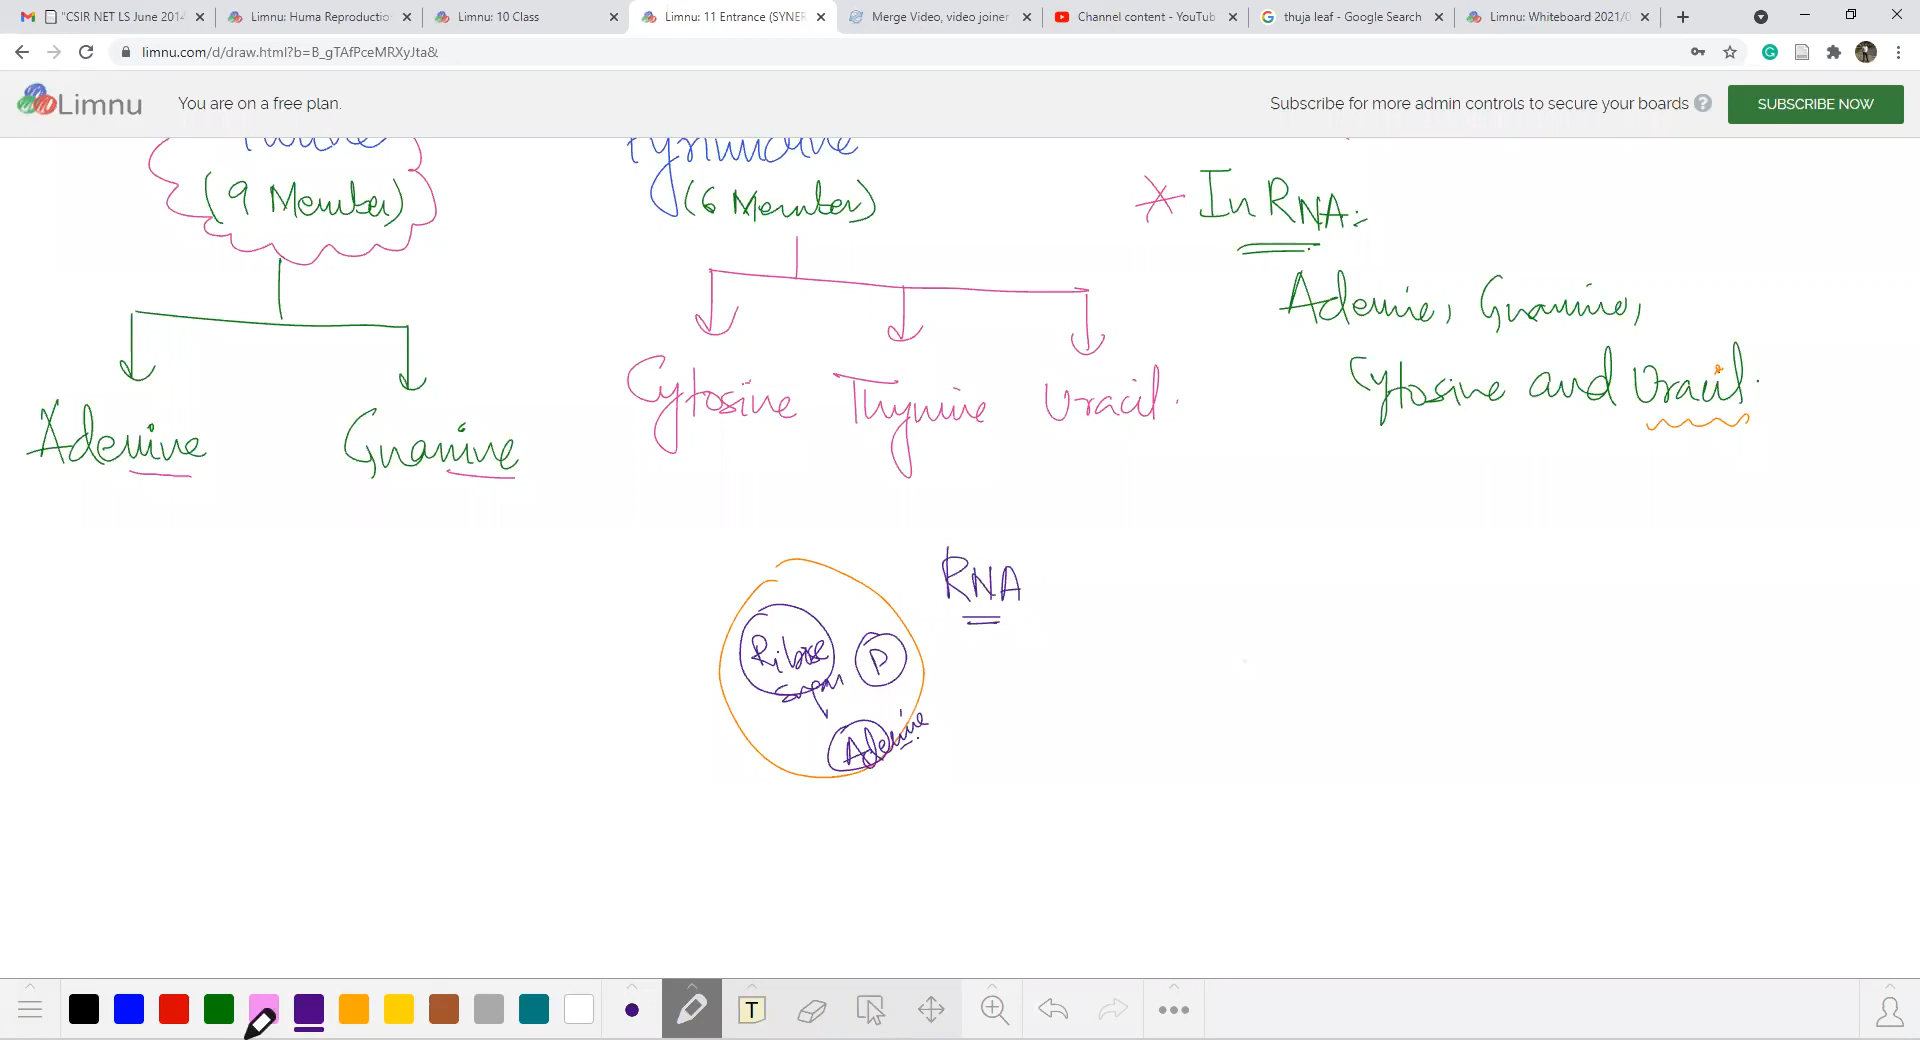 "CSIR NET LS June 2014
Limnu: Huma Reproductio
Limnu: 10 Class
Limnu: 11 Entrance (SYNER
Merge Video, video joiner
Channel content - YouTub
thuja leaf - Google Search
Limnu: Whiteboard 2021/0
limnu.com/d/draw.html?b=B_gTAfPceMRXyJta&
Limnu
You are on a free plan.
Subscribe for more admin controls to secure your boards ?
SUBSCRIBE NOW
Purine
Pyrimidine
(9 Member)
(6 Member)
In RNA:
Adenine, Guanine,
Cytosine and Uracil.
Cytosine Thymine Uracil.
Adenine
Guanine
RNA
Ribose
sugar
P
Adenine
T